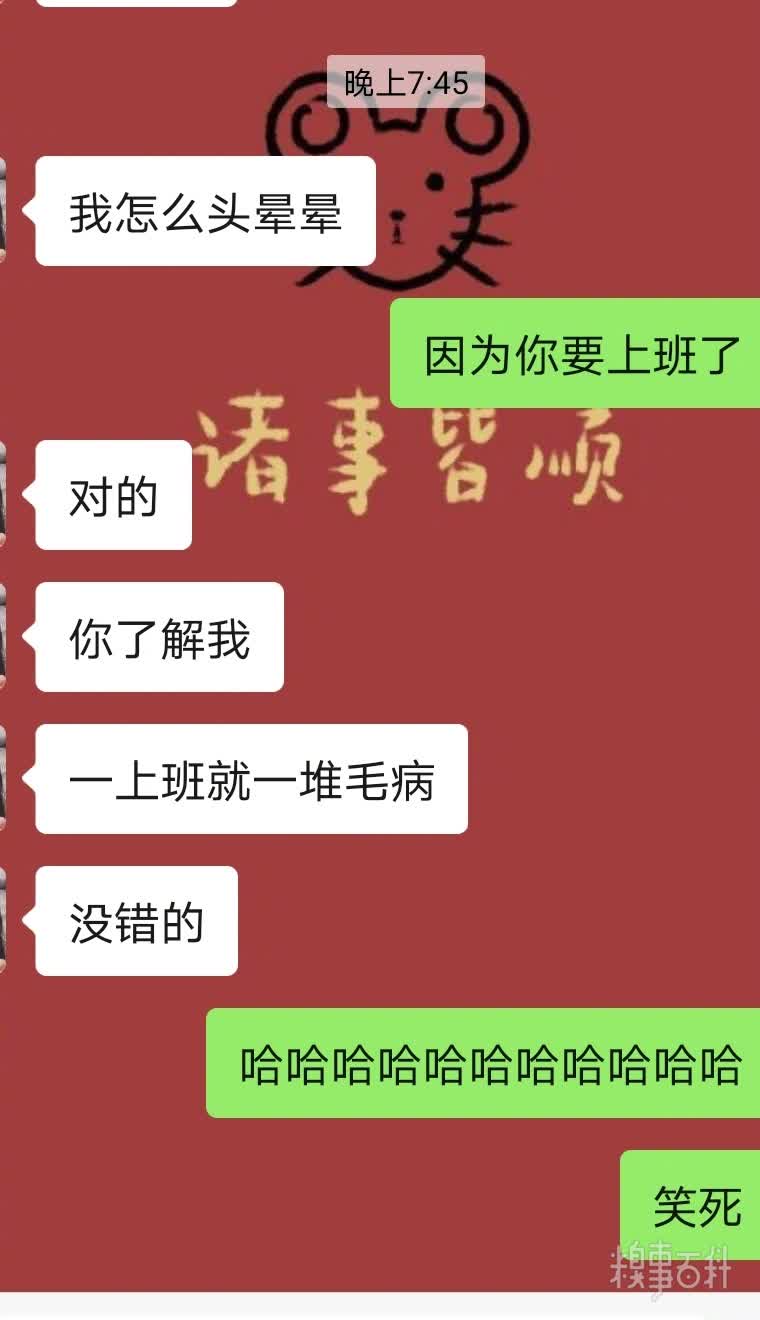 晚上7:45
我怎么头晕晕
因为你要上班了
诸事皆顺
对的
你了解我
一上班就一堆毛病
没错的
哈哈哈哈哈哈哈哈哈哈哈
笑死
糗事百科